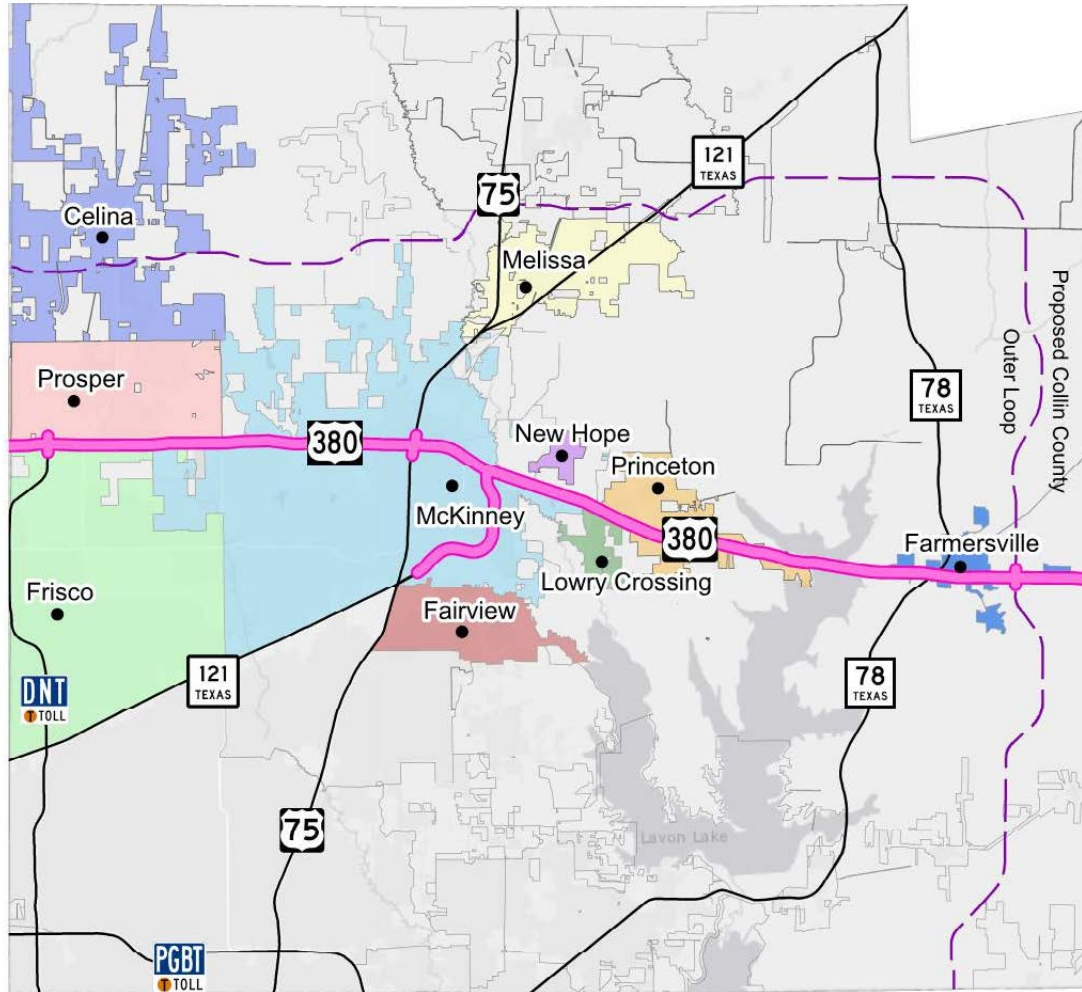 121
TEXAS
75
Celina
Melissa
Proposed Collin County
Outer Loop
Prosper
78
TEXAS
380
New Hope
Princeton
McKinney
380
Farmersville
Lowry Crossing
Frisco
Fairview
121
TEXAS
78
TEXAS
DNT
T TOLL
75
Lavon Lake
PGBT
T TOLL